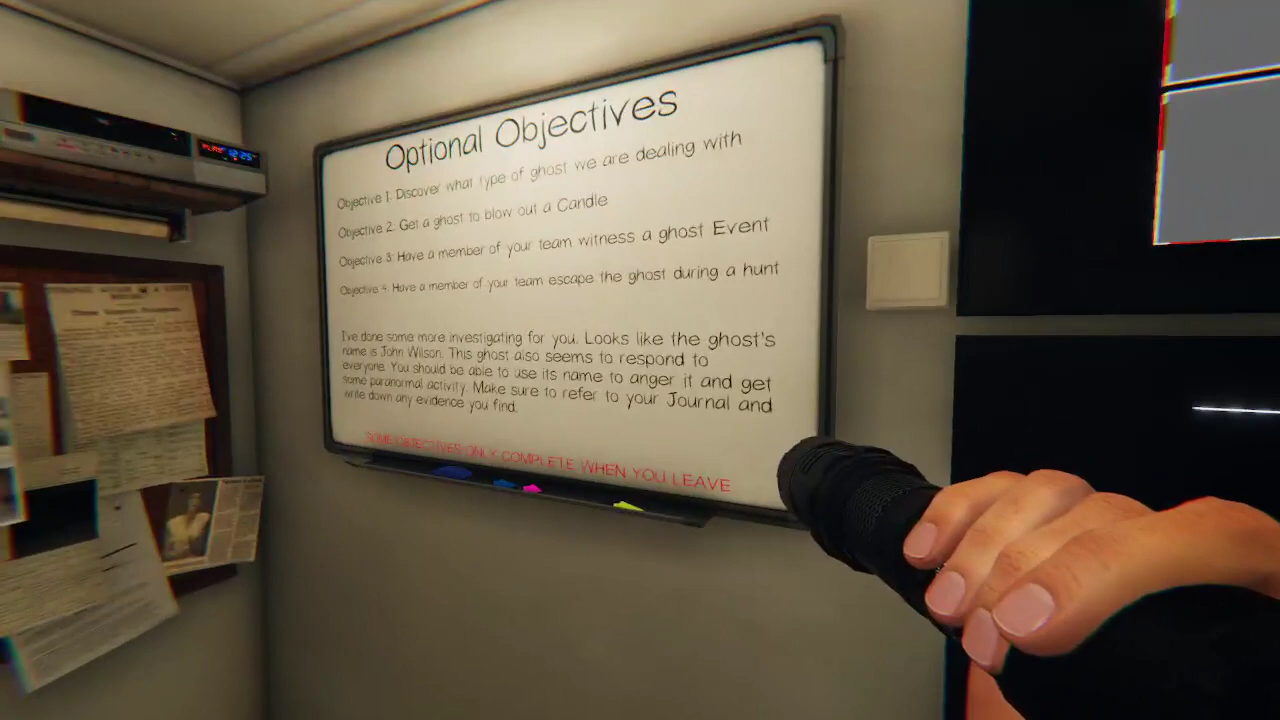 Optional Objectives
Objective 1: Discover what type of ghost we are dealing with
Objective 2: Get a ghost to blow out a Candle
Objective 3: Have a member of your team witness a ghost Event
Objective 4: Have a member of your team escape the ghost during a hunt
I've done some more investigating for you. Looks like the ghost's
name is John Wilson. This ghost also seems to respond to
everyone. You should be able to use its name to anger it and get
some paranormal activity. Make sure to refer to your Journal and
write down any evidence you find.
SOME OBJECTIVES ONLY COMPLETE WHEN YOU LEAVE